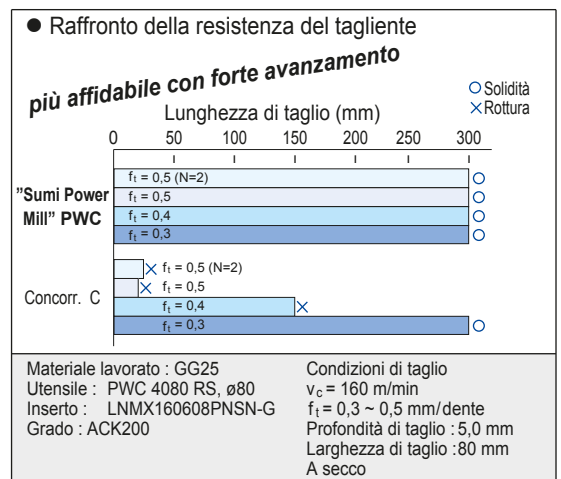 ● Raffronto della resistenza del tagliente
più affidabile con forte avanzamento
○ Solidità
× Rottura
Lunghezza di taglio (mm)
0 50 100 150 200 250 300
"Sumi Power
Mill" PWC
ft = 0,5 (N=2)
ft = 0,5
ft = 0,4
ft = 0,3
Concorr. C
ft = 0,5 (N=2)
ft = 0,5
ft = 0,4
ft = 0,3
Materiale lavorato : GG25
Utensile : PWC 4080 RS, ø80
Inserto : LNMX160608PNSN-G
Grado : ACK200
Condizioni di taglio
vc = 160 m/min
ft = 0,3 ~ 0,5 mm/dente
Profondità di taglio : 5,0 mm
Larghezza di taglio :80 mm
A secco